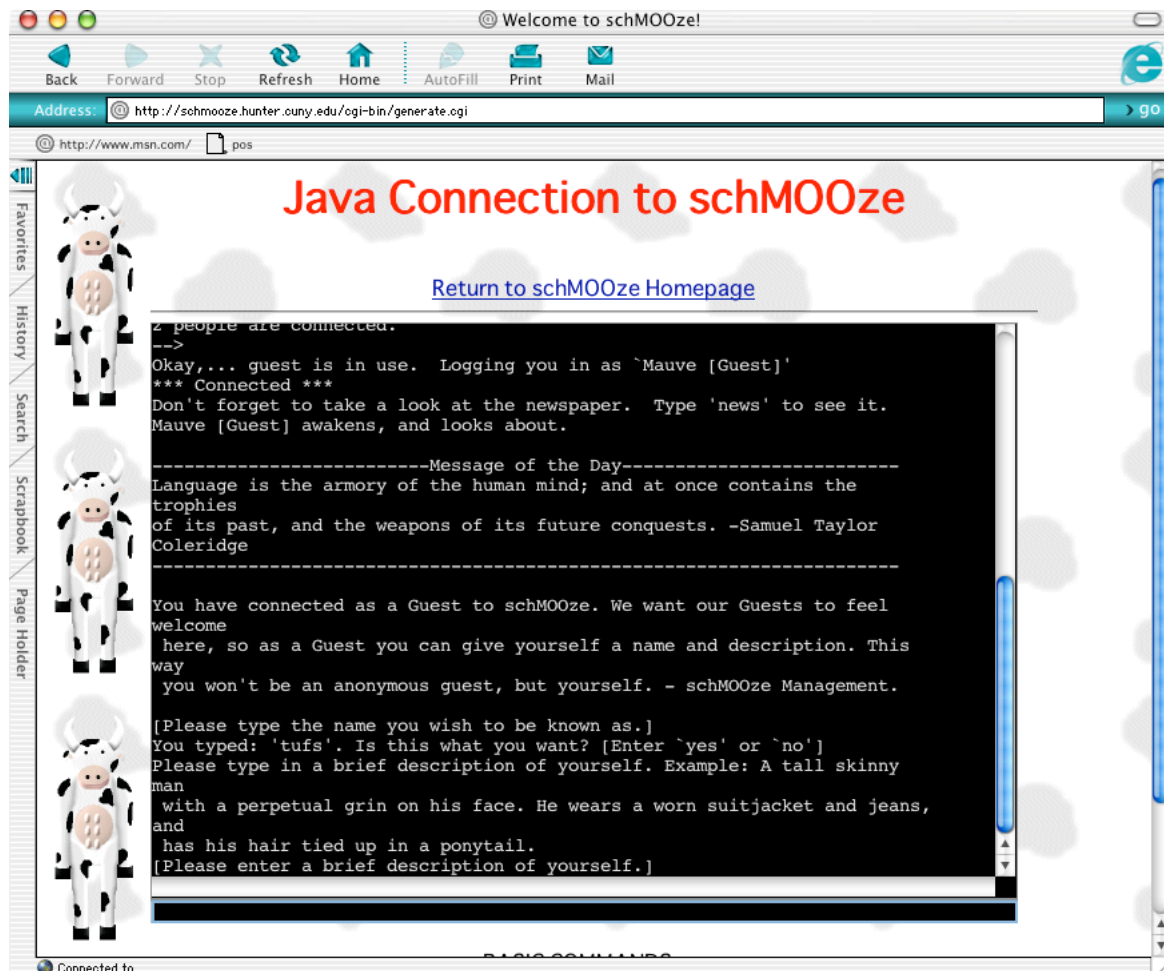 Welcome to schMOOze!
Back Forward Stop Refresh Home AutoFill Print Mail
Address: http://schmooze.hunter.cuny.edu/cgi-bin/generate.cgi go
http://www.msn.com/ pos
Favorites
History
Search
Scrapbook
Page Holder
Java Connection to schMOOze
Return to schMOOze Homepage
2 people are connected.
-->
Okay,... guest is in use.  Logging you in as `Mauve [Guest]'
*** Connected ***
Don't forget to take a look at the newspaper.  Type 'news' to see it.
Mauve [Guest] awakens, and looks about.
--------------------------Message of the Day--------------------------
Language is the armory of the human mind; and at once contains the
trophies
of its past, and the weapons of its future conquests. -Samuel Taylor
Coleridge
----------------------------------------------------------------------
You have connected as a Guest to schMOOze. We want our Guests to feel
welcome
here, so as a Guest you can give yourself a name and description. This
way
you won't be an anonymous guest, but yourself. - schMOOze Management.
[Please type the name you wish to be known as.]
You typed: 'tufs'. Is this what you want? [Enter `yes' or `no']
Please type in a brief description of yourself. Example: A tall skinny
man
with a perpetual grin on his face. He wears a worn suitjacket and jeans,
and
has his hair tied up in a ponytail.
[Please enter a brief description of yourself.]
BASIC COMMANDS
Connected to